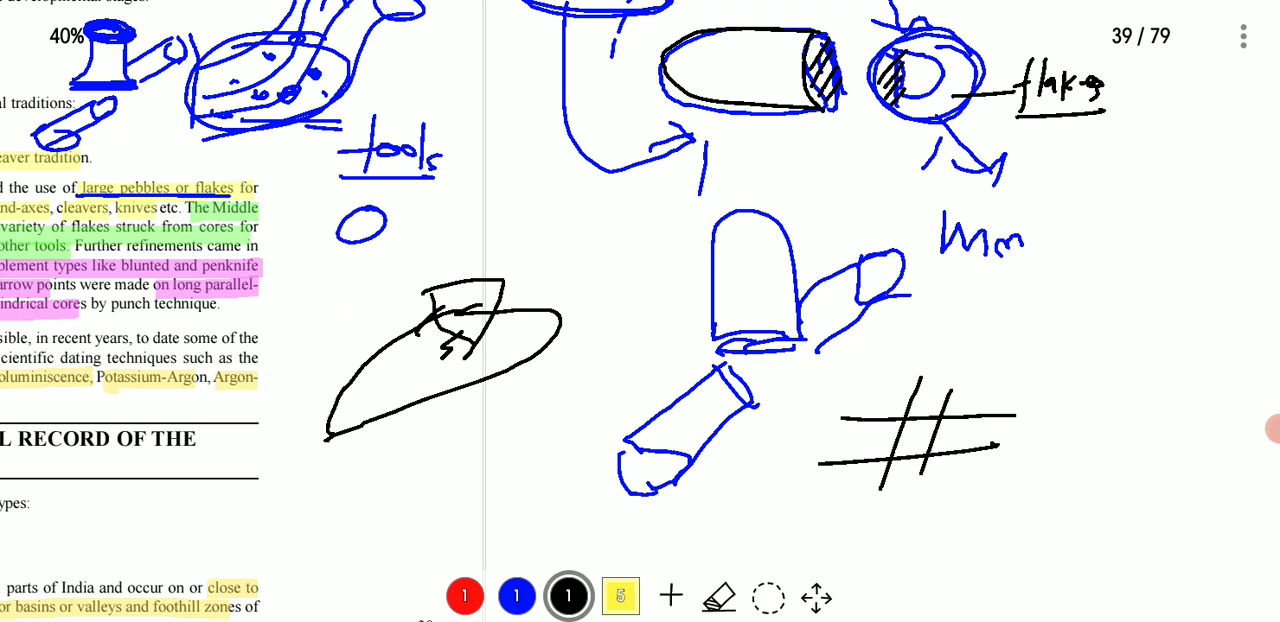 40%
39 / 79
al traditions:
flakes
tools
eaver tradition.
d the use of large pebbles or flakes for
nd-axes, cleavers, knives etc. The Middle
variety of flakes struck from cores for
other tools. Further refinements came in
plement types like blunted and penknife
arrow points were made on long parallel-
indrical cores by punch technique.
sible, in recent years, to date some of the
cientific dating techniques such as the
oluminiscence, Potassium-Argon, Argon-
L RECORD OF THE
ypes:
parts of India and occur on or close to
or basins or valleys and foothill zones of
1 1 1 5